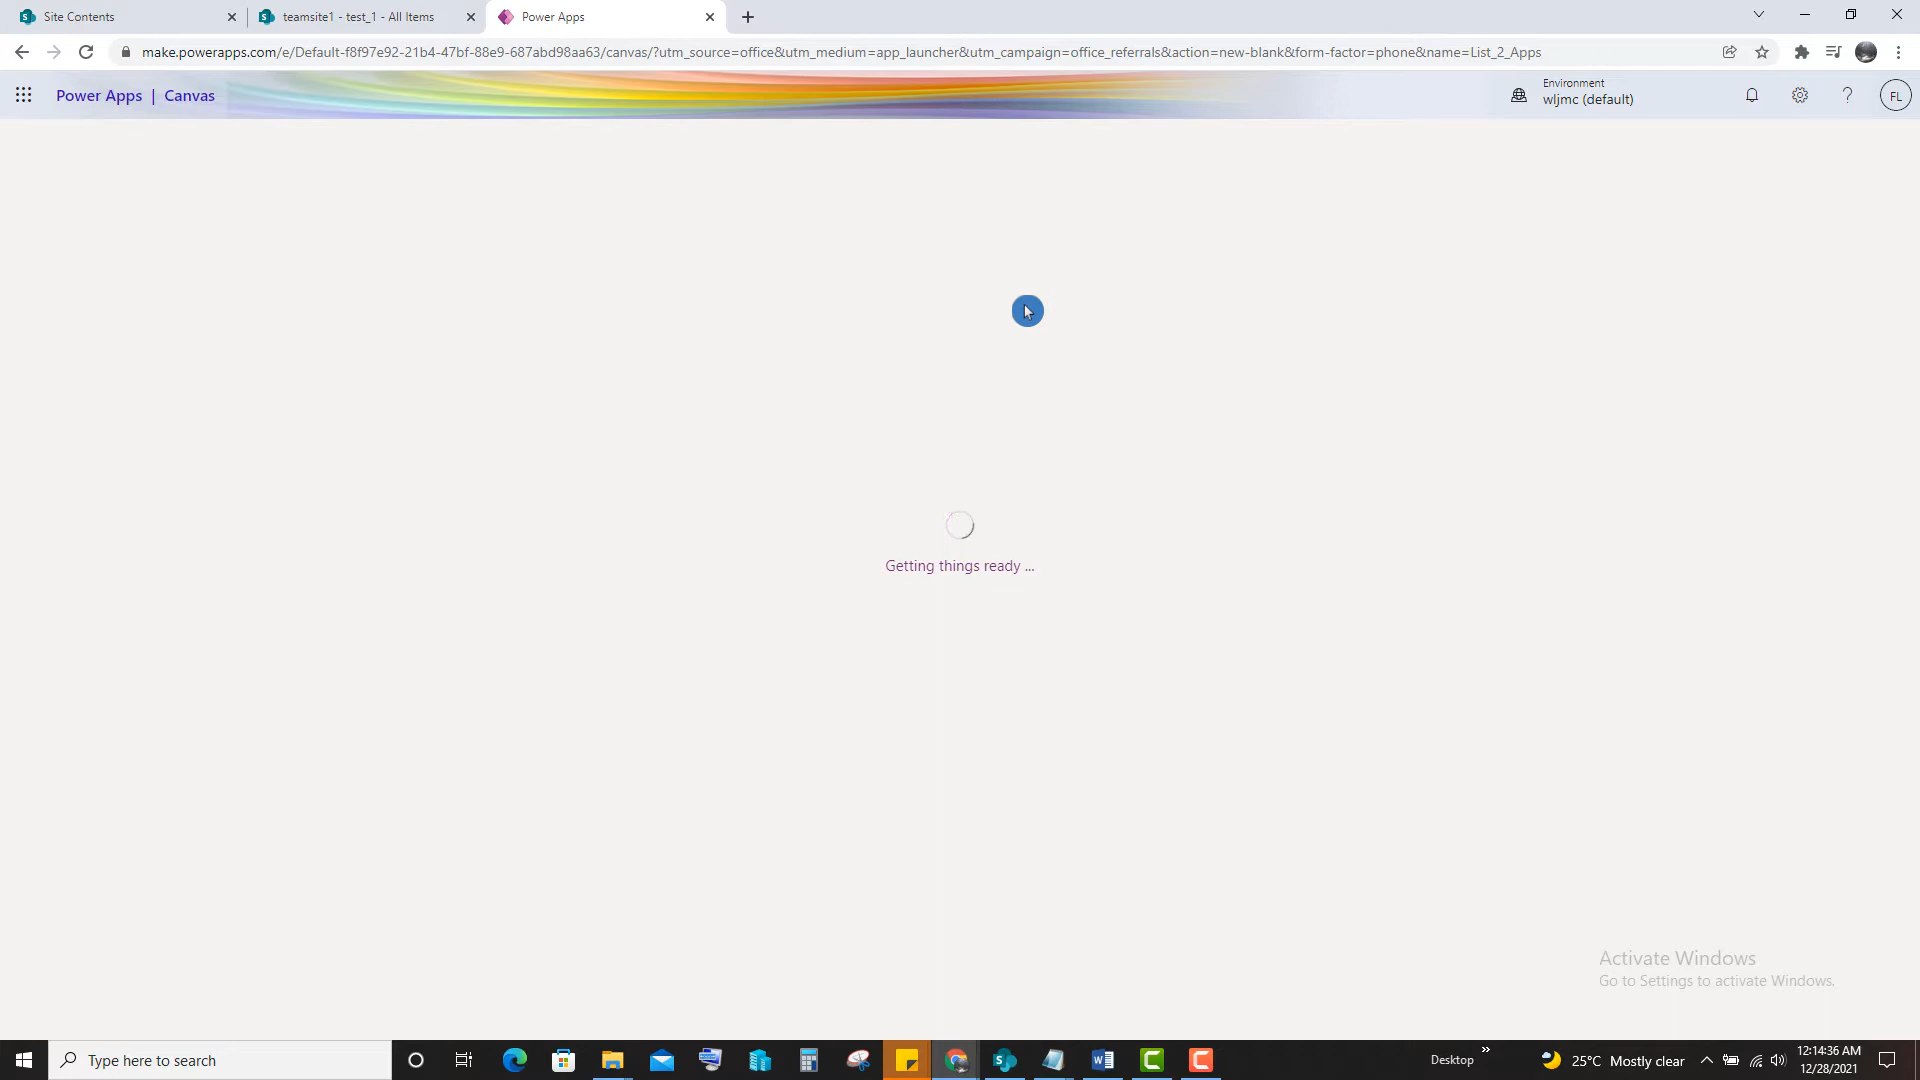 Site Contents
teamsite1 - test_1 - All Items
Power Apps
make.powerapps.com/e/Default-f8f97e92-21b4-47bf-88e9-687abd98aa63/canvas/?utm_source=office&utm_medium=app_launcher&utm_campaign=office_referrals&action=new-blank&form-factor=phone&name=List_2_Apps
Power Apps | Canvas
Environment
wljmc (default)
FL
Getting things ready ...
Activate Windows
Go to Settings to activate Windows.
Type here to search
Desktop
25°C Mostly clear
12:14:36 AM
12/28/2021